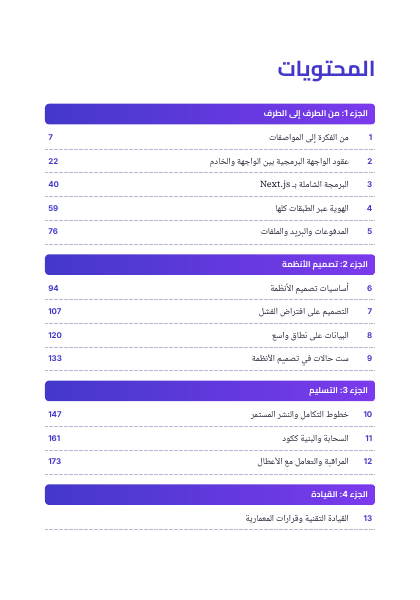 المحتويات
الجزء 1: من الطرف إلى الطرف
1 من الفكرة إلى المواصفات 7
2 عقود الواجهة البرمجية بين الواجهة والخادم 22
3 البرمجة الشاملة بـ Next.js 40
4 الهوية عبر الطبقات كلها 59
5 المدفوعات والبريد والملفات 76
الجزء 2: تصميم الأنظمة
6 أساسيات تصميم الأنظمة 94
7 التصميم على افتراض الفشل 107
8 البيانات على نطاق واسع 120
9 ست حالات في تصميم الأنظمة 133
الجزء 3: التسليم
10 خطوط التكامل والنشر المستمر 147
11 السحابة والبنية ككود 161
12 المراقبة والتعامل مع الأعطال 173
الجزء 4: القيادة
13 القيادة التقنية وقرارات المعمارية